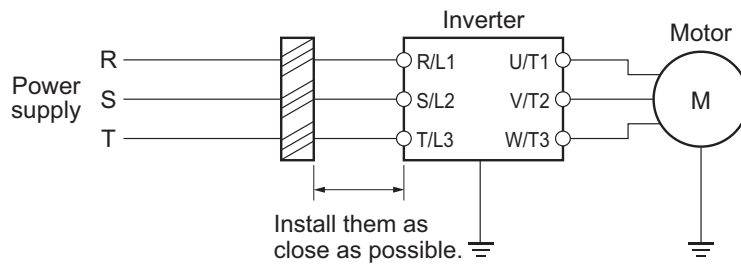 Inverter
Motor
Power
supply
R
S
T
R/L1
S/L2
T/L3
U/T1
V/T2
W/T3
M
Install them as
close as possible.